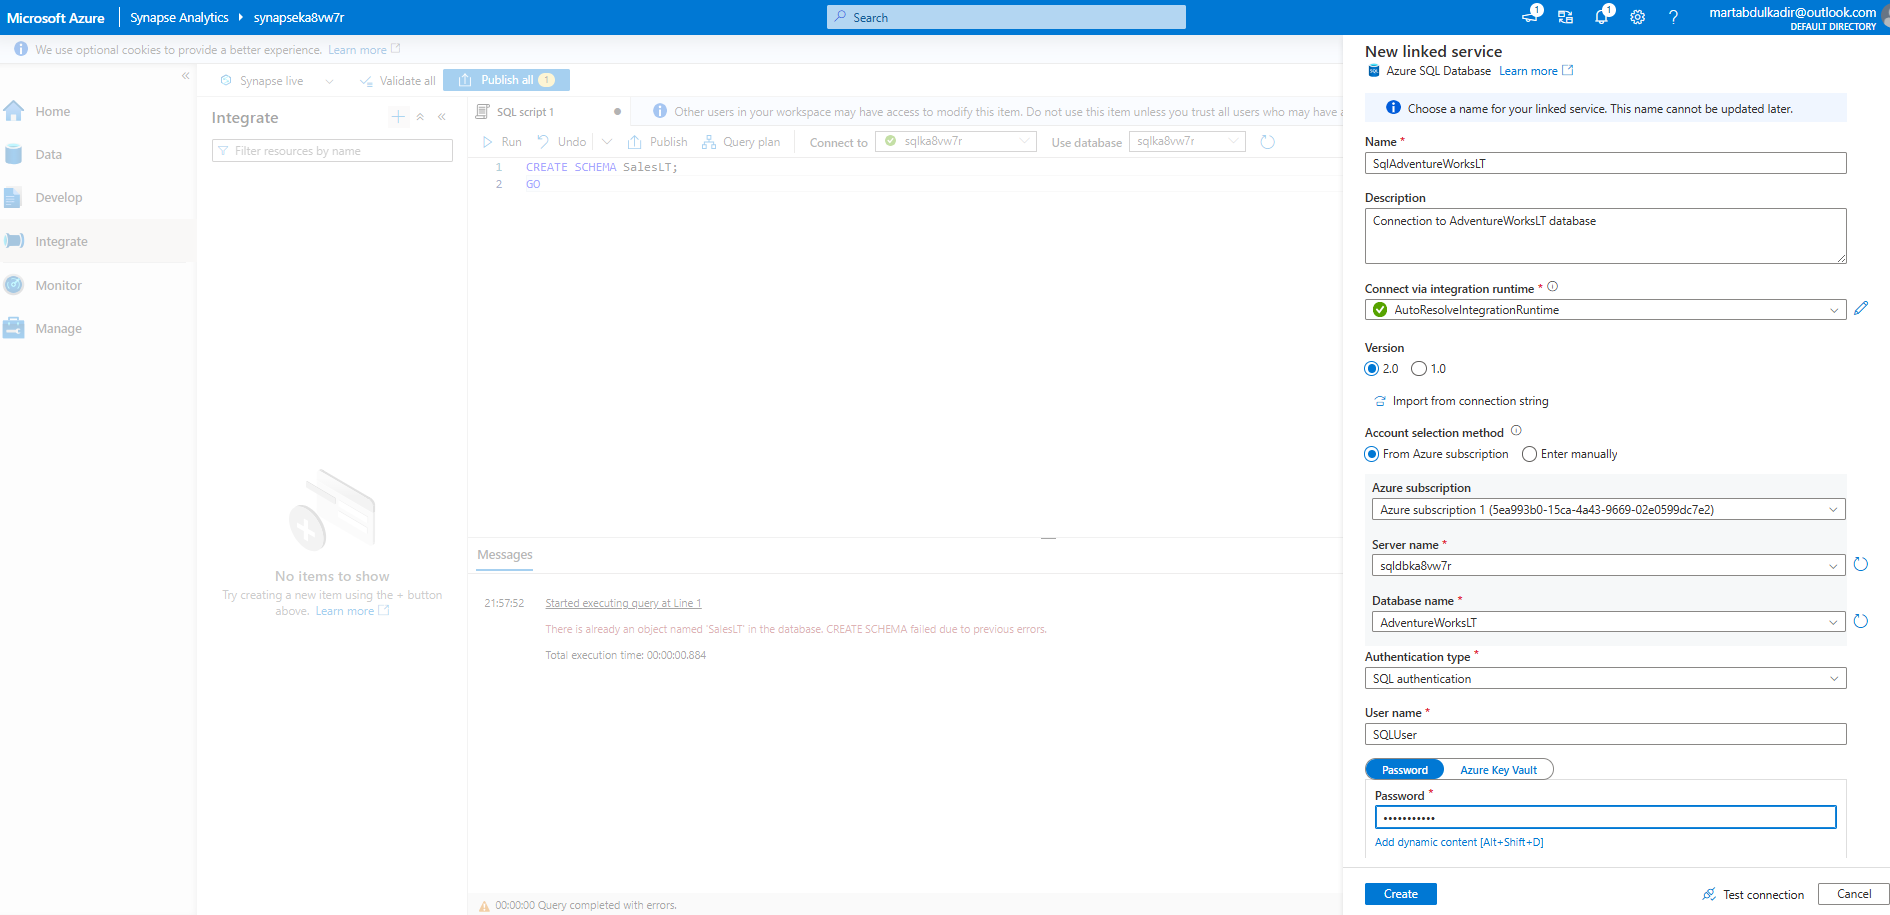 Microsoft Azure
Synapse Analytics
synapseka8vw7r
Search
1
1
martabdulkadir@outlook.com
DEFAULT DIRECTORY
We use optional cookies to provide a better experience. Learn more
Synapse live
Validate all
Publish all 1
Home
Data
Develop
Integrate
Monitor
Manage
Integrate
Filter resources by name
No items to show
Try creating a new item using the + button
above. Learn more
SQL script 1
Other users in your workspace may have access to modify this item. Do not use this item unless you trust all users who may have a
Run
Undo
Publish
Query plan
Connect to
sqlka8vw7r
Use database
sqlka8vw7r
1 CREATE SCHEMA SalesLT;
2 GO
Messages
21:57:52 Started executing query at Line 1
There is already an object named 'SalesLT' in the database. CREATE SCHEMA failed due to previous errors.
Total execution time: 00:00:00.884
00:00:00 Query completed with errors.
New linked service
Azure SQL Database Learn more
Choose a name for your linked service. This name cannot be updated later.
Name *
SqlAdventureWorksLT
Description
Connection to AdventureWorksLT database
Connect via integration runtime *
AutoResolveIntegrationRuntime
Version
2.0 1.0
Import from connection string
Account selection method
From Azure subscription Enter manually
Azure subscription
Azure subscription 1 (5ea993b0-15ca-4a43-9669-02e0599dc7e2)
Server name *
sqldbka8vw7r
Database name *
AdventureWorksLT
Authentication type *
SQL authentication
User name *
SQLUser
Password Azure Key Vault
Password *
•••••••••••
Add dynamic content [Alt+Shift+D]
Create
Test connection
Cancel